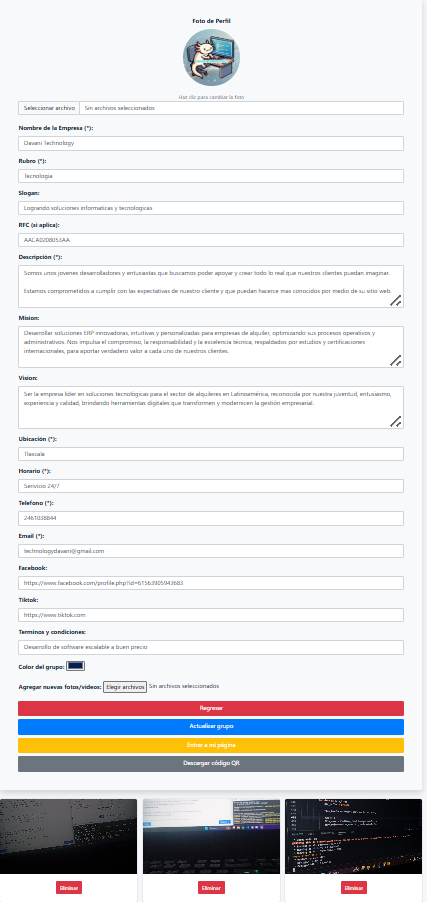 Foto de Perfil
Haz clic para cambiar la foto
Seleccionar archivo Sin archivos seleccionados
Nombre de la Empresa (*):
Davani Technology
Rubro (*):
Tecnologia
Slogan:
Logrando soluciones informaticas y tecnologicas
RFC (si aplica):
AACA0208053AA
Descripción (*):
Somos unos jovenes desarrolladores y entusiastas que buscamos poder apoyar y crear todo lo real que nuestros clientes puedan imaginar.
Estamos comprometidos a cumplir con las espectativas de nuestro cliente y que puedan hacerce mas conocidos por medio de su sitio web.
Mision:
Desarrollar soluciones ERP innovadoras, intuitivas y personalizadas para empresas de alquiler, optimizando sus procesos operativos y
administrativos. Nos impulsa el compromiso, la responsabilidad y la excelencia técnica, respaldados por estudios y certificaciones
internacionales, para aportar verdadero valor a cada uno de nuestros clientes.
Vision:
Ser la empresa líder en soluciones tecnológicas para el sector de alquileres en Latinoamérica, reconocida por nuestra juventud, entusiasmo,
experiencia y calidad, brindando herramientas digitales que transformen y modernicen la gestión empresarial.
Ubicación (*):
Tlaxcala
Horario (*):
Serivicio 24/7
Telefono (*):
2461038844
Email (*):
technologydavani@gmail.com
Facebook:
https://www.facebook.com/profile.php?id=61563905943683
Tiktok:
https://www.tiktok.com
Terminos y condiciones:
Desarrollo de software escalable a buen precio
Color del grupo:
Agregar nuevas fotos/videos: Elegir archivos Sin archivos seleccionados
Regresar
Actualizar grupo
Entrar a mi página
Descargar código QR
Eliminar Eliminar Eliminar